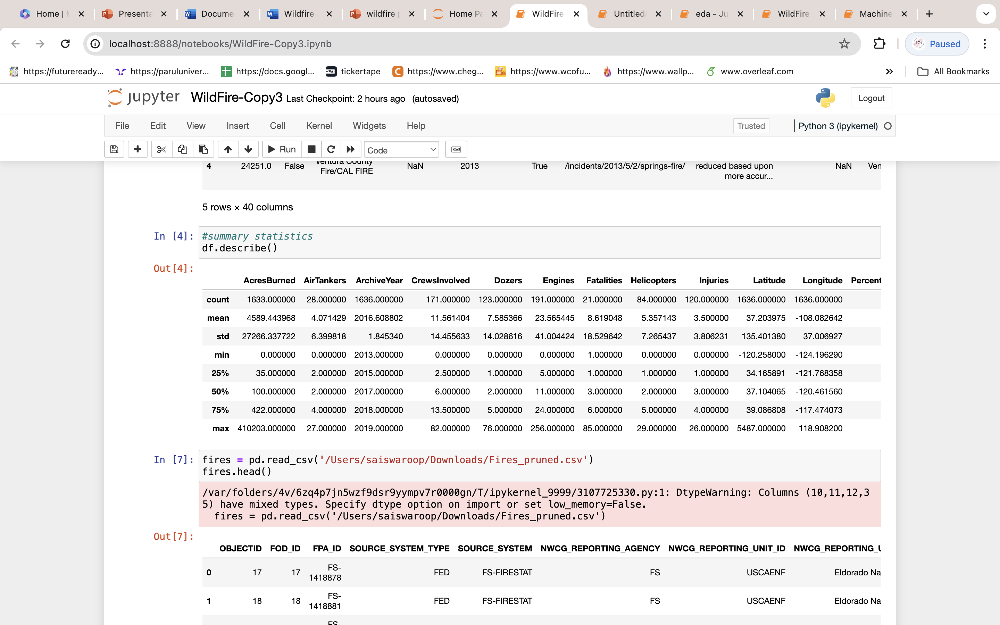 Home | M
Presenta
Docume
Wildfire
wildfire p
Home Pa
WildFire
Untitled8
eda - Ju
WildFire
Machine
localhost:8888/notebooks/WildFire-Copy3.ipynb
174 Paused
https://futureready...
https://paruluniver...
https://docs.googl...
tickertape
https://www.cheg...
https://www.wcofu...
https://www.wallp...
www.overleaf.com
All Bookmarks
jupyter WildFire-Copy3 Last Checkpoint: 2 hours ago (autosaved) Logout
File Edit View Insert Cell Kernel Widgets Help Trusted Python 3 (ipykernel)
Run Code
4 24251.0 False Ventura County Fire/CAL FIRE NaN 2013 True /incidents/2013/5/2/springs-fire/ reduced based upon more accur... NaN Ven
5 rows × 40 columns
In [4]: #summary statistics
df.describe()
Out[4]:
AcresBurned AirTankers ArchiveYear CrewsInvolved Dozers Engines Fatalities Helicopters Injuries Latitude Longitude Percent
count 1633.000000 28.000000 1636.000000 171.000000 123.000000 191.000000 21.000000 84.000000 120.000000 1636.000000 1636.000000
mean 4589.443968 4.071429 2016.608802 11.561404 7.585366 23.565445 8.619048 5.357143 3.500000 37.203975 -108.082642
std 27266.337722 6.399818 1.845340 14.455633 14.028616 41.004424 18.529642 7.265437 3.806231 135.401380 37.006927
min 0.000000 0.000000 2013.000000 0.000000 0.000000 0.000000 1.000000 0.000000 0.000000 -120.258000 -124.196290
25% 35.000000 2.000000 2015.000000 2.500000 1.000000 5.000000 1.000000 1.000000 1.000000 34.165891 -121.768358
50% 100.000000 2.000000 2017.000000 6.000000 2.000000 11.000000 3.000000 2.000000 3.000000 37.104065 -120.461560
75% 422.000000 4.000000 2018.000000 13.500000 5.000000 24.000000 6.000000 5.000000 4.000000 39.086808 -117.474073
max 410203.000000 27.000000 2019.000000 82.000000 76.000000 256.000000 85.000000 29.000000 26.000000 5487.000000 118.908200
In [7]: fires = pd.read_csv('/Users/saiswaroop/Downloads/Fires_pruned.csv')
fires.head()
/var/folders/4v/6zq4p7jn5wzf9dsr9yympv7r0000gn/T/ipykernel_9999/3107725330.py:1: DtypeWarning: Columns (10,11,12,3
5) have mixed types. Specify dtype option on import or set low_memory=False.
fires = pd.read_csv('/Users/saiswaroop/Downloads/Fires_pruned.csv')
Out[7]:
OBJECTID FOD_ID FPA_ID SOURCE_SYSTEM_TYPE SOURCE_SYSTEM NWCG_REPORTING_AGENCY NWCG_REPORTING_UNIT_ID NWCG_REPORTING_U
0 17 17 FS-1418878 FED FS-FIRESTAT FS USCAENF Eldorado Na
1 18 18 FS-1418881 FED FS-FIRESTAT FS USCAENF Eldorado Na
FS-